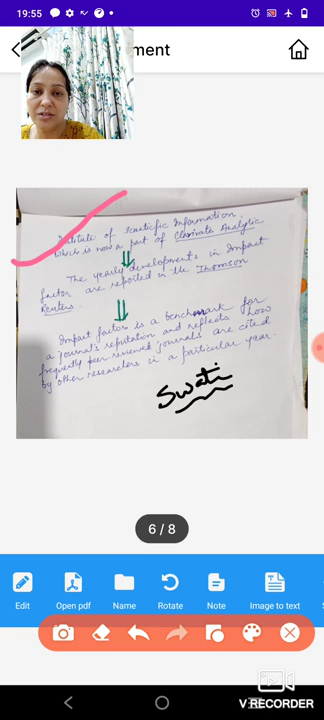 19:55
ment
Institute of Scientific Information,
which is now a part of Clarivate Analytic
The yearly developments in Impact
factor are reported in the Thomson
Reuters.
Impact factor is a benchmark for
a journal's reputation and reflects how
frequently peer-reviewed journals are cited
by other researchers in a particular year.
Swati
6 / 8
Edit
Open pdf
Name
Rotate
Note
Image to text
V RECORDER